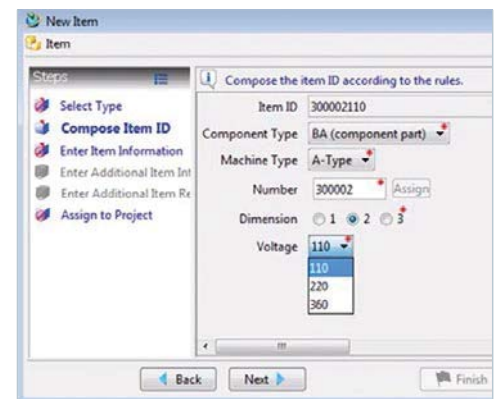 New Item
Item
Steps
Compose the item ID according to the rules.
Select Type
Compose Item ID
Enter Item Information
Enter Additional Item Inf
Enter Additional Item Re
Assign to Project
Item ID 300002110
Component Type BA (component part) *
Machine Type A-Type *
Number 300002 * Assign
Dimension 1 2 3 *
Voltage 110 *
110
220
360
Back Next Finish